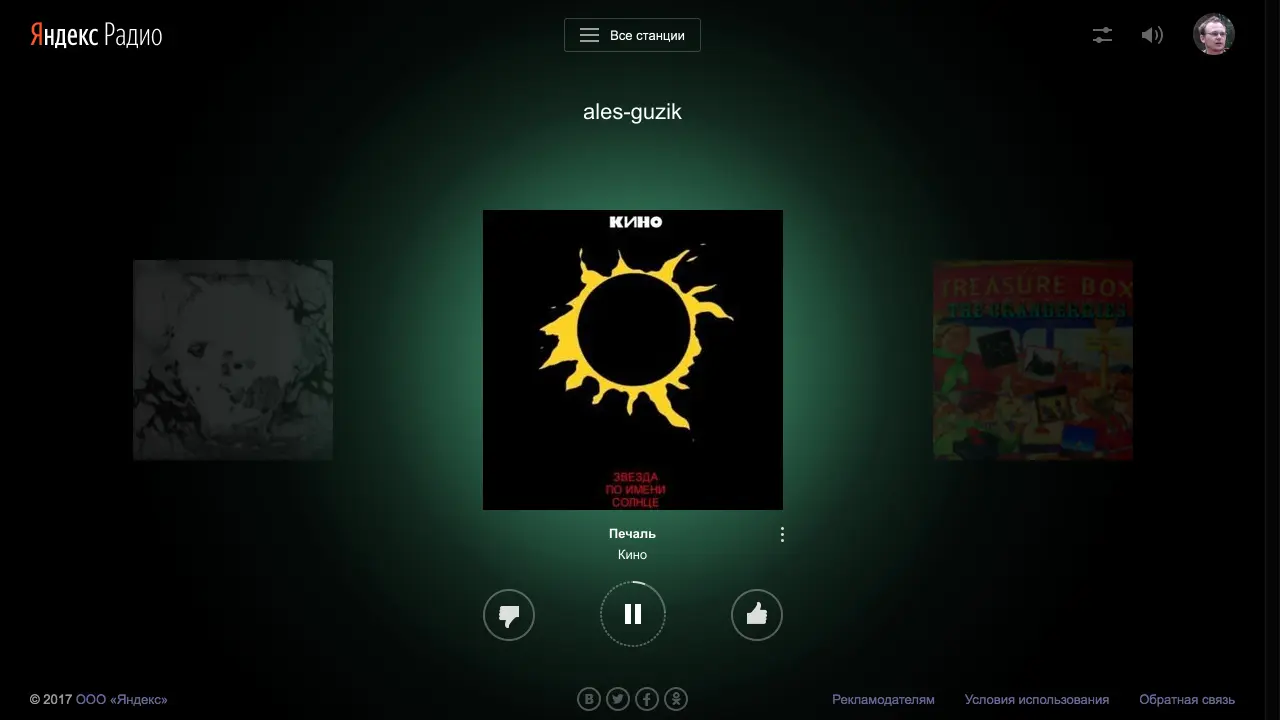 Яндекс Радио
Все станции
ales-guzik
КИНО
ЗВЕЗДА
ПО ИМЕНИ
СОЛНЦЕ
TREASURE BOX
THE CRANBERRIES
Печаль
Кино
© 2017 ООО «Яндекс»
Рекламодателям
Условия использования
Обратная связь